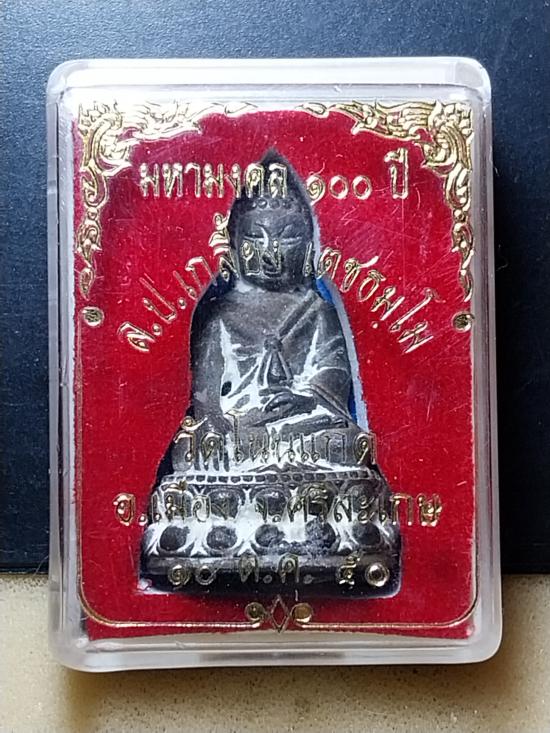 มหามงคล ๑๐๐ ปี
ล.ป.เกลี้ยง เตชธมฺโม
วัดโนนแกด
อ.เมือง จ.ศรีสะเกษ
๑๐ ต.ค. ๕๐